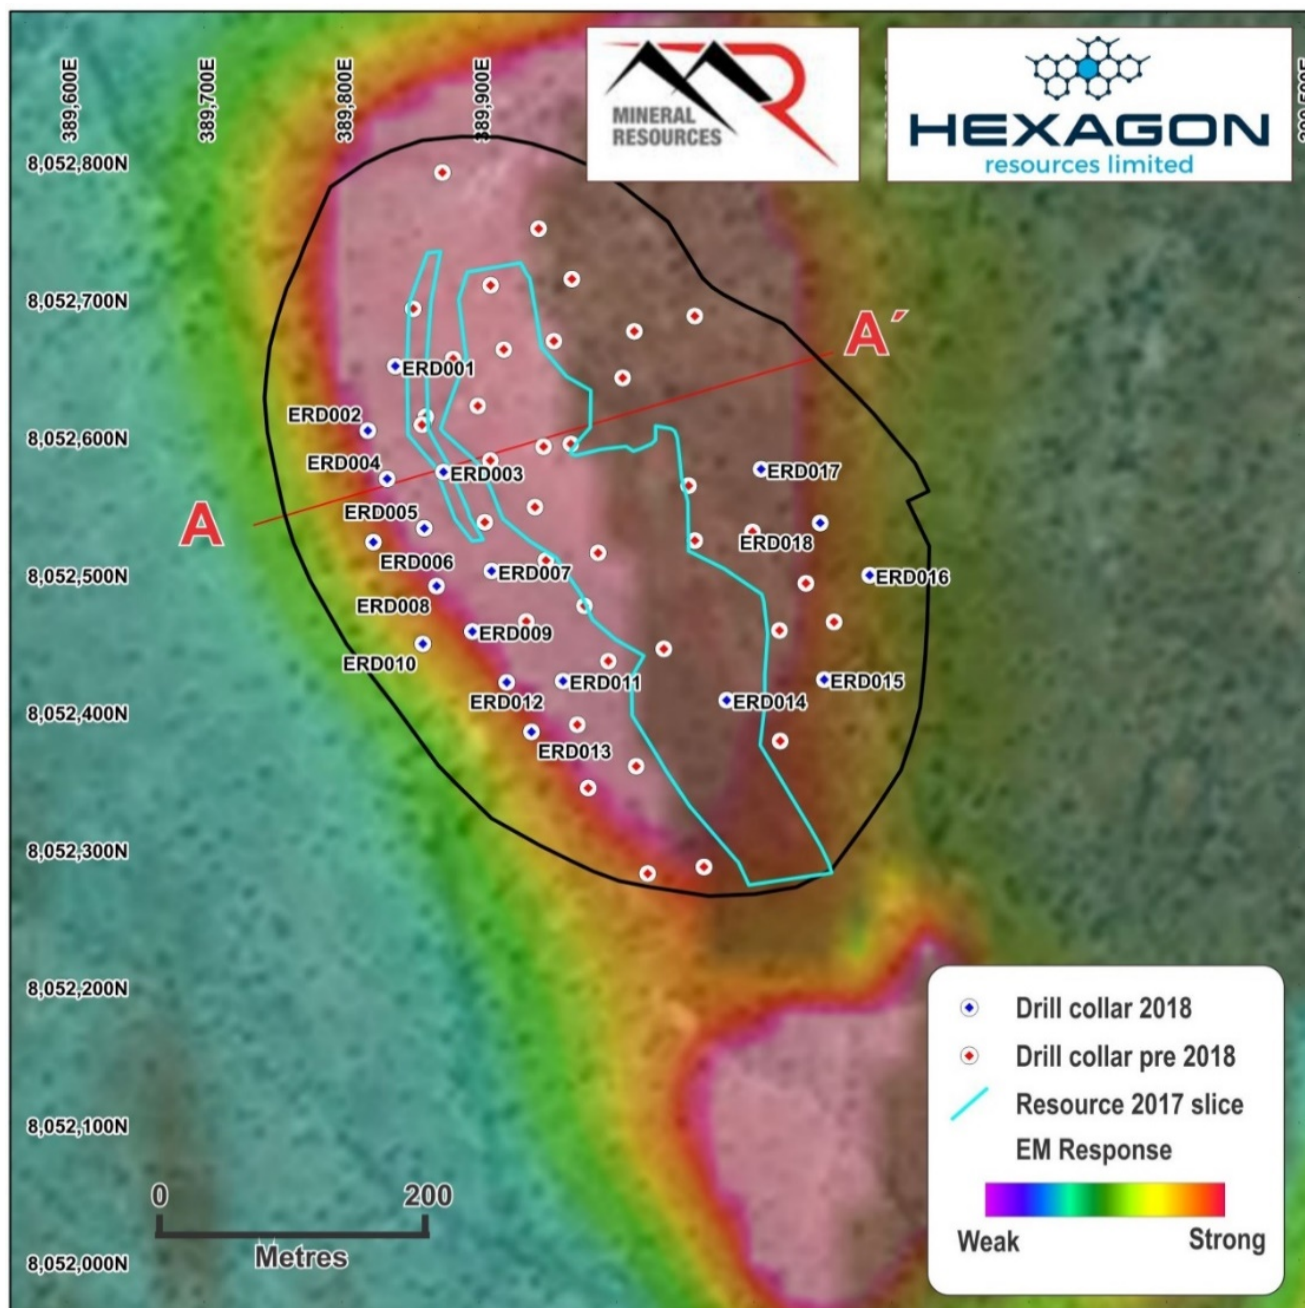 389,600E
389,700E
389,800E
389,900E
MINERAL
RESOURCES
HEXAGON
resources limited
8,052,800N
8,052,700N
A´
ERD001
ERD002
8,052,600N
ERD004
ERD003
ERD017
A
ERD005
ERD018
ERD006
ERD007
8,052,500N
ERD016
ERD008
ERD009
ERD010
ERD011
ERD015
ERD012
ERD014
8,052,400N
ERD013
8,052,300N
8,052,200N
Drill collar 2018
Drill collar pre 2018
Resource 2017 slice
8,052,100N
EM Response
0
200
Weak
Strong
Metres
8,052,000N